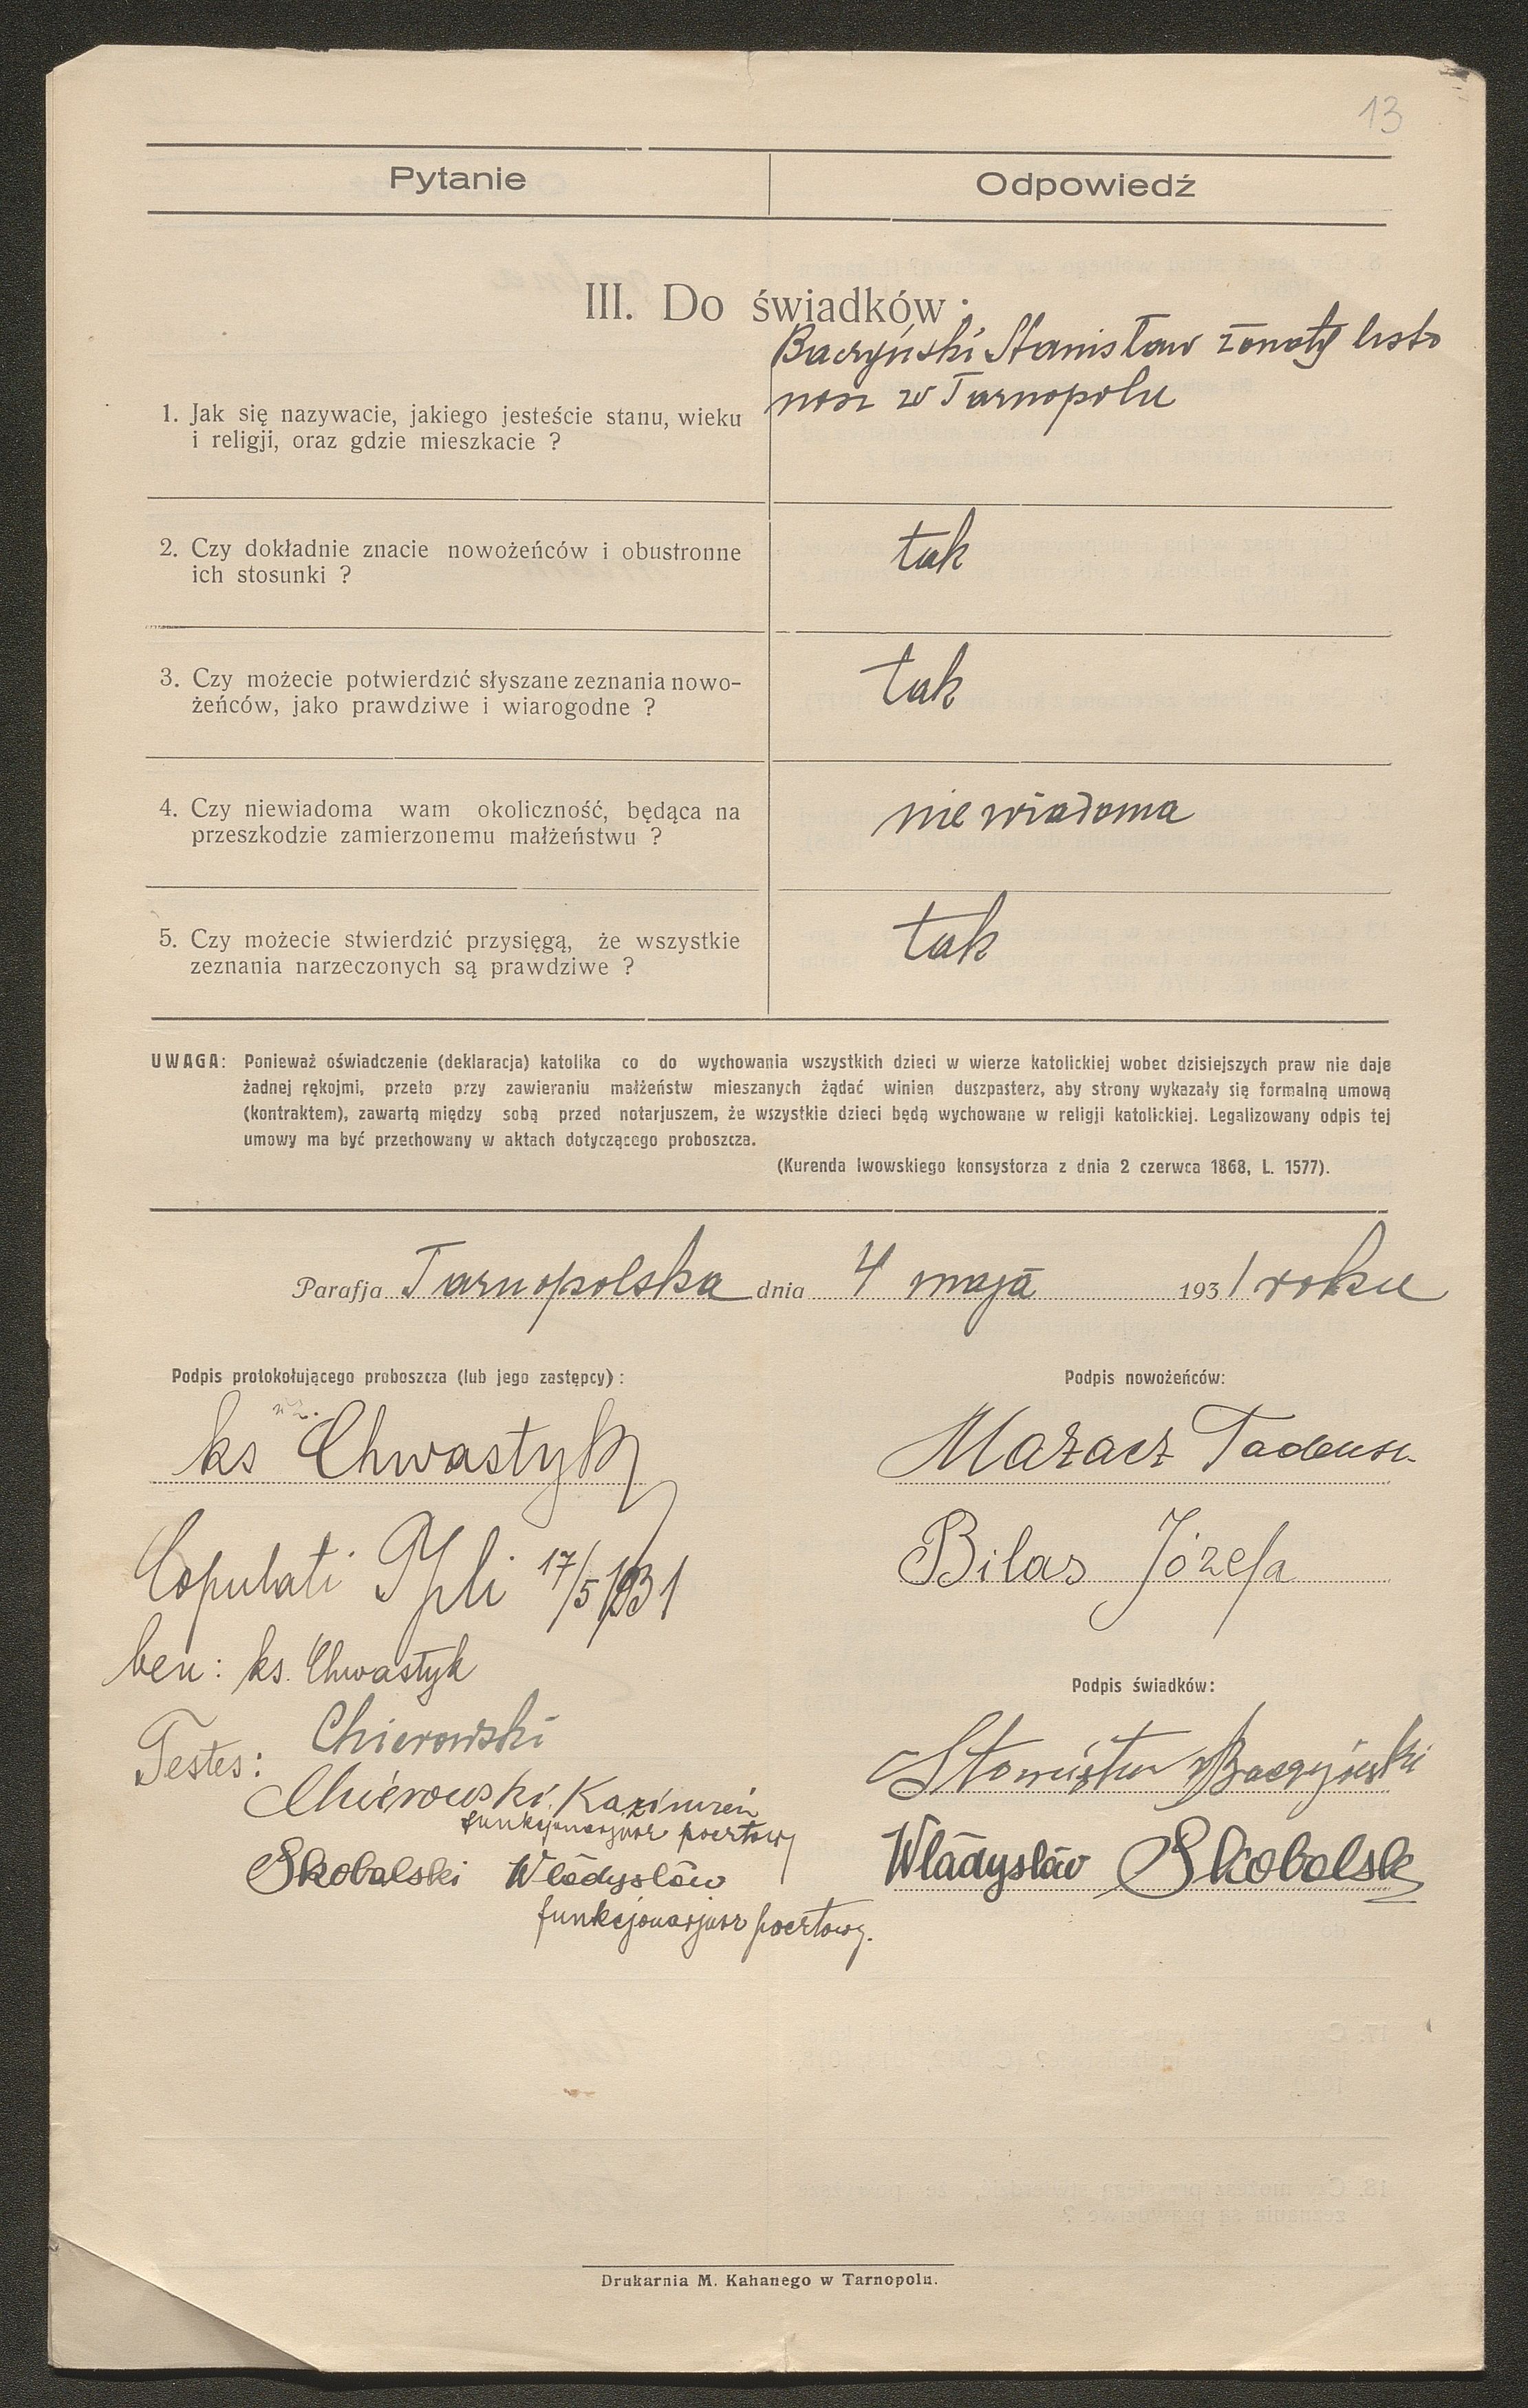 13
Pytanie
Odpowiedź
III. Do świadków:
Baczyński Stanisław żonaty listo
nosz w Tarnopolu
1. Jak się nazywacie, jakiego jesteście stanu, wieku
i religji, oraz gdzie mieszkacie ?
2. Czy dokładnie znacie nowożeńców i obustronne
ich stosunki ?
tak
3. Czy możecie potwierdzić słyszane zeznania nowo-
żeńców, jako prawdziwe i wiarogodne ?
tak
4. Czy niewiadoma wam okoliczność, będąca na
przeszkodzie zamierzonemu małżeństwu ?
nie wiadoma
5. Czy możecie stwierdzić przysięgą, że wszystkie
zeznania narzeczonych są prawdziwe ?
tak
UWAGA: Ponieważ oświadczenie (deklaracja) katolika co do wychowania wszystkich dzieci w wierze katolickiej wobec dzisiejszych praw nie daje
żadnej rękojmi, przeto przy zawieraniu małżeństw mieszanych żądać winien duszpasterz, aby strony wykazały się formalną umową
(kontraktem), zawartą między sobą przed notarjuszem, że wszystkie dzieci będą wychowane w religji katolickiej. Legalizowany odpis tej
umowy ma być przechowany w aktach dotyczącego proboszcza.
(Kurenda lwowskiego konsystorza z dnia 2 czerwca 1868, L. 1577).
Parafja Tarnopolska dnia 4 maja 1931 roku
Podpis protokołującego proboszcza (lub jego zastępcy) :
ks Chwastyk
Copulati Tpli 17/5 1931
ben: ks. Chwastyk
Testes: Chierowski
Chierowski Kazimierz
funkcjonarjusz pocztowy
Skobalski Władysław
funkcjonarjusz pocztowy.
Podpis nowożeńców:
Mazacz Tadeusz
Bilas Józefa
Podpis świadków:
Stanisław Baczyński
Władysław Skobalski
Drukarnia M. Kahanego w Tarnopolu.